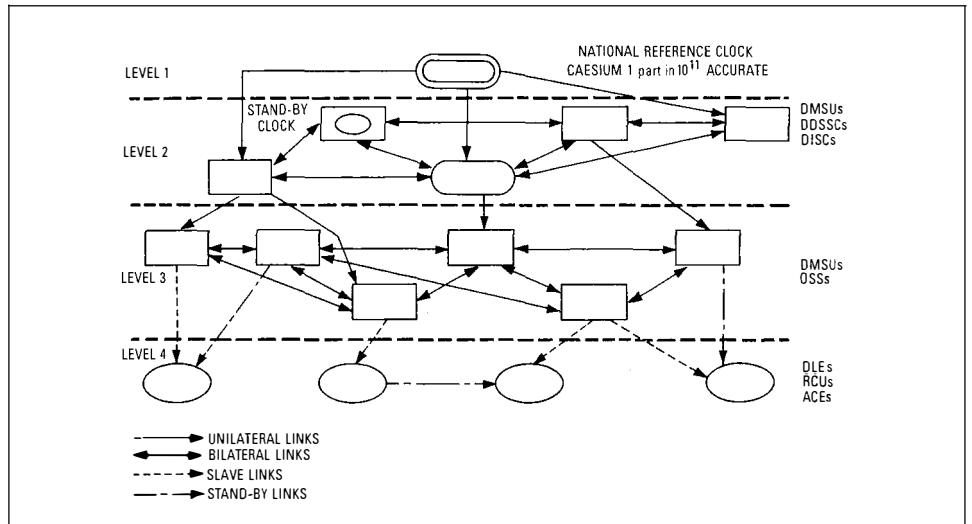 NATIONAL REFERENCE CLOCK
CAESIUM 1 part in 10¹¹ ACCURATE
LEVEL 1
STAND-BY
CLOCK
DMSUs
DDSSCs
DISCs
LEVEL 2
LEVEL 3
DMSUs
OSSs
LEVEL 4
DLEs
RCUs
ACEs
UNILATERAL LINKS
BILATERAL LINKS
SLAVE LINKS
STAND-BY LINKS